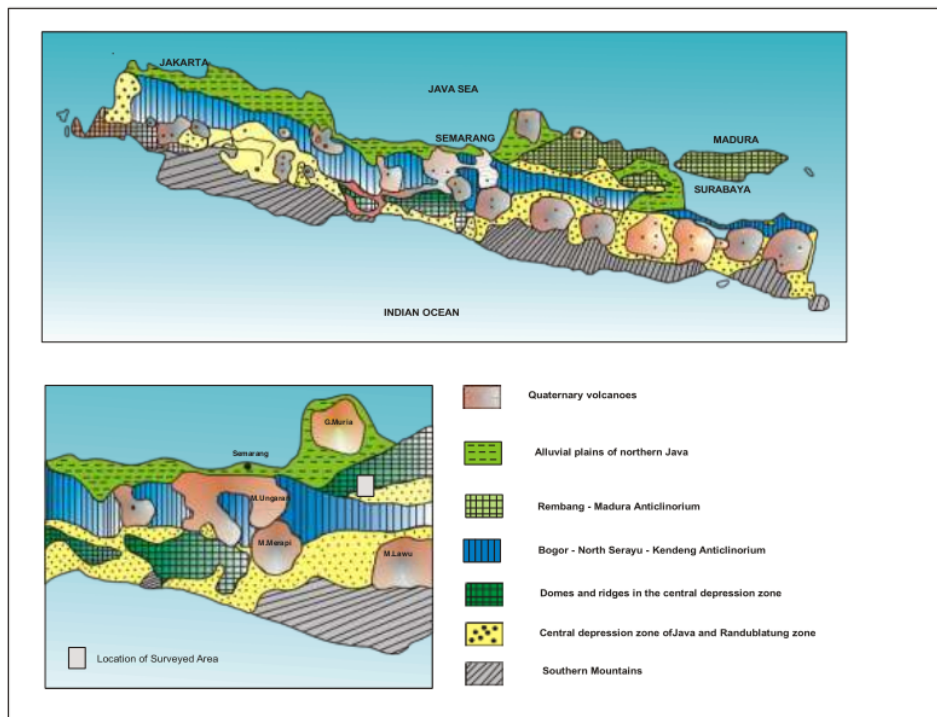 JAKARTA
JAVA SEA
SEMARANG
MADURA
SURABAYA
INDIAN OCEAN
G.Muria
Semarang
M.Ungaran
M.Merapi
M.Lawu
Location of Surveyed Area
Quaternary volcanoes
Alluvial plains of northern Java
Rembang - Madura Anticlinorium
Bogor - North Serayu - Kendeng Anticlinorium
Domes and ridges in the central depression zone
Central depression zone ofJava and Randublatung zone
Southern Mountains